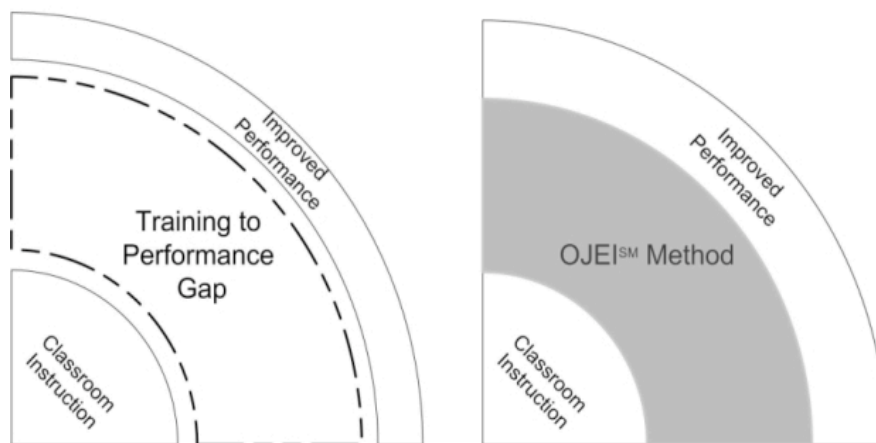 Improved
Performance
Training to
Performance
Gap
Classroom
Instruction
Improved
Performance
OJEI℠ Method
Classroom
Instruction